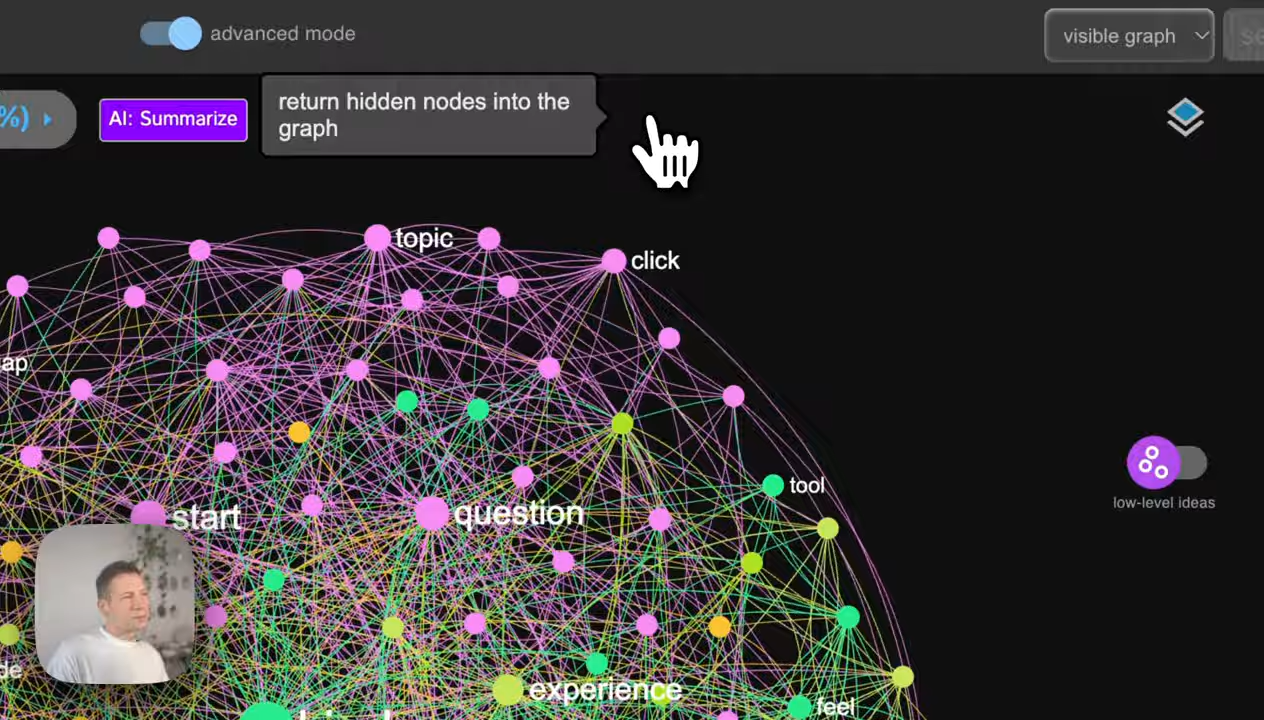 advanced mode
visible graph
se
%)
AI: Summarize
return hidden nodes into the
graph
topic
click
ap
tool
low-level ideas
start
question
de
experience
feel